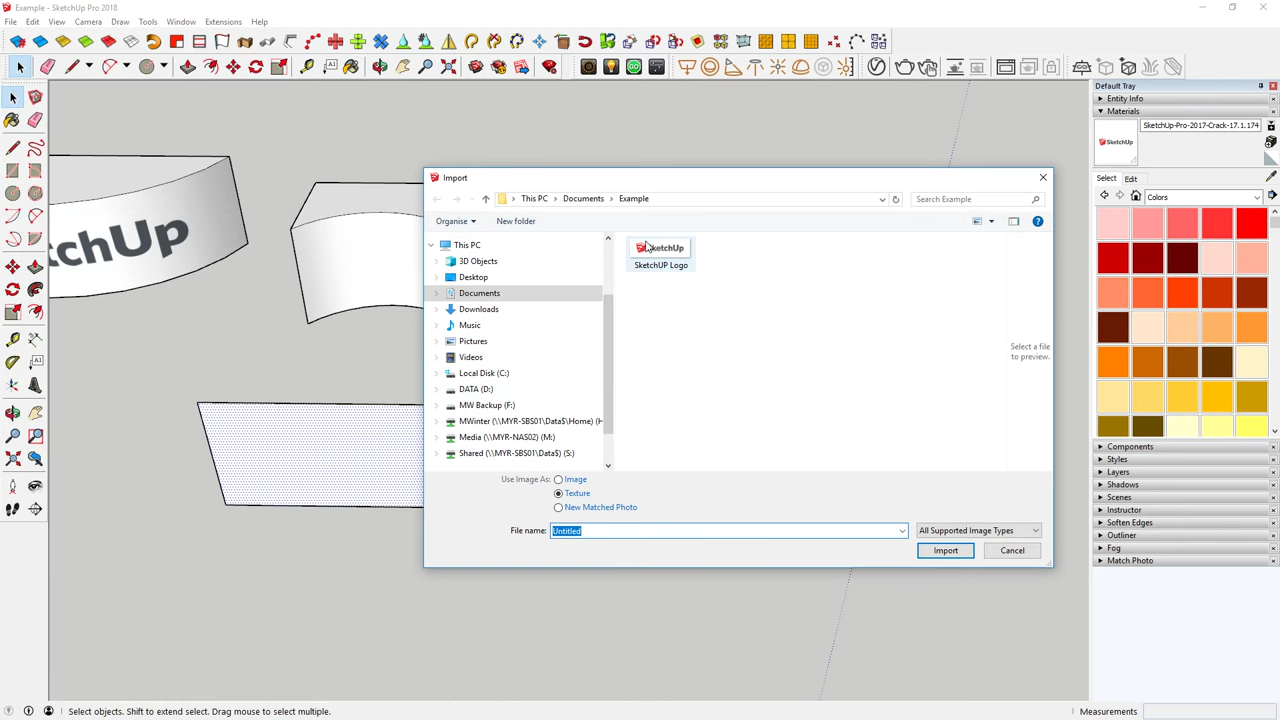 Example - SketchUp Pro 2018
File Edit View Camera Draw Tools Window Extensions Help
Default Tray
Entity Info
Materials
SketchUp-Pro-2017-Crack-17.1.174
SketchUp
Select Edit
Colors
chUp
Import
This PC > Documents > Example
Search Example
Organise New folder
This PC
3D Objects
Desktop
Documents
Downloads
Music
Pictures
Videos
Local Disk (C:)
DATA (D:)
MW Backup (F:)
MWinter (\\MYR-SBS01\Data$\Home) (H
Media (\\MYR-NAS02) (M:)
Shared (\\MYR-SBS01\Data$) (S:)
SketchUp
SketchUP Logo
Select a file
to preview.
Use Image As: Image
Texture
New Matched Photo
File name: Untitled
All Supported Image Types
Import Cancel
Components
Styles
Layers
Shadows
Scenes
Instructor
Soften Edges
Outliner
Fog
Match Photo
Select objects. Shift to extend select. Drag mouse to select multiple.
Measurements